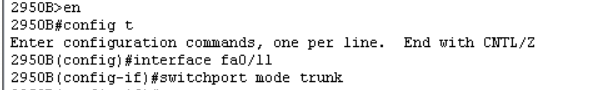 2950B>en
2950B#config t
Enter configuration commands, one per line.  End with CNTL/Z
2950B(config)#interface fa0/11
2950B(config-if)#switchport mode trunk